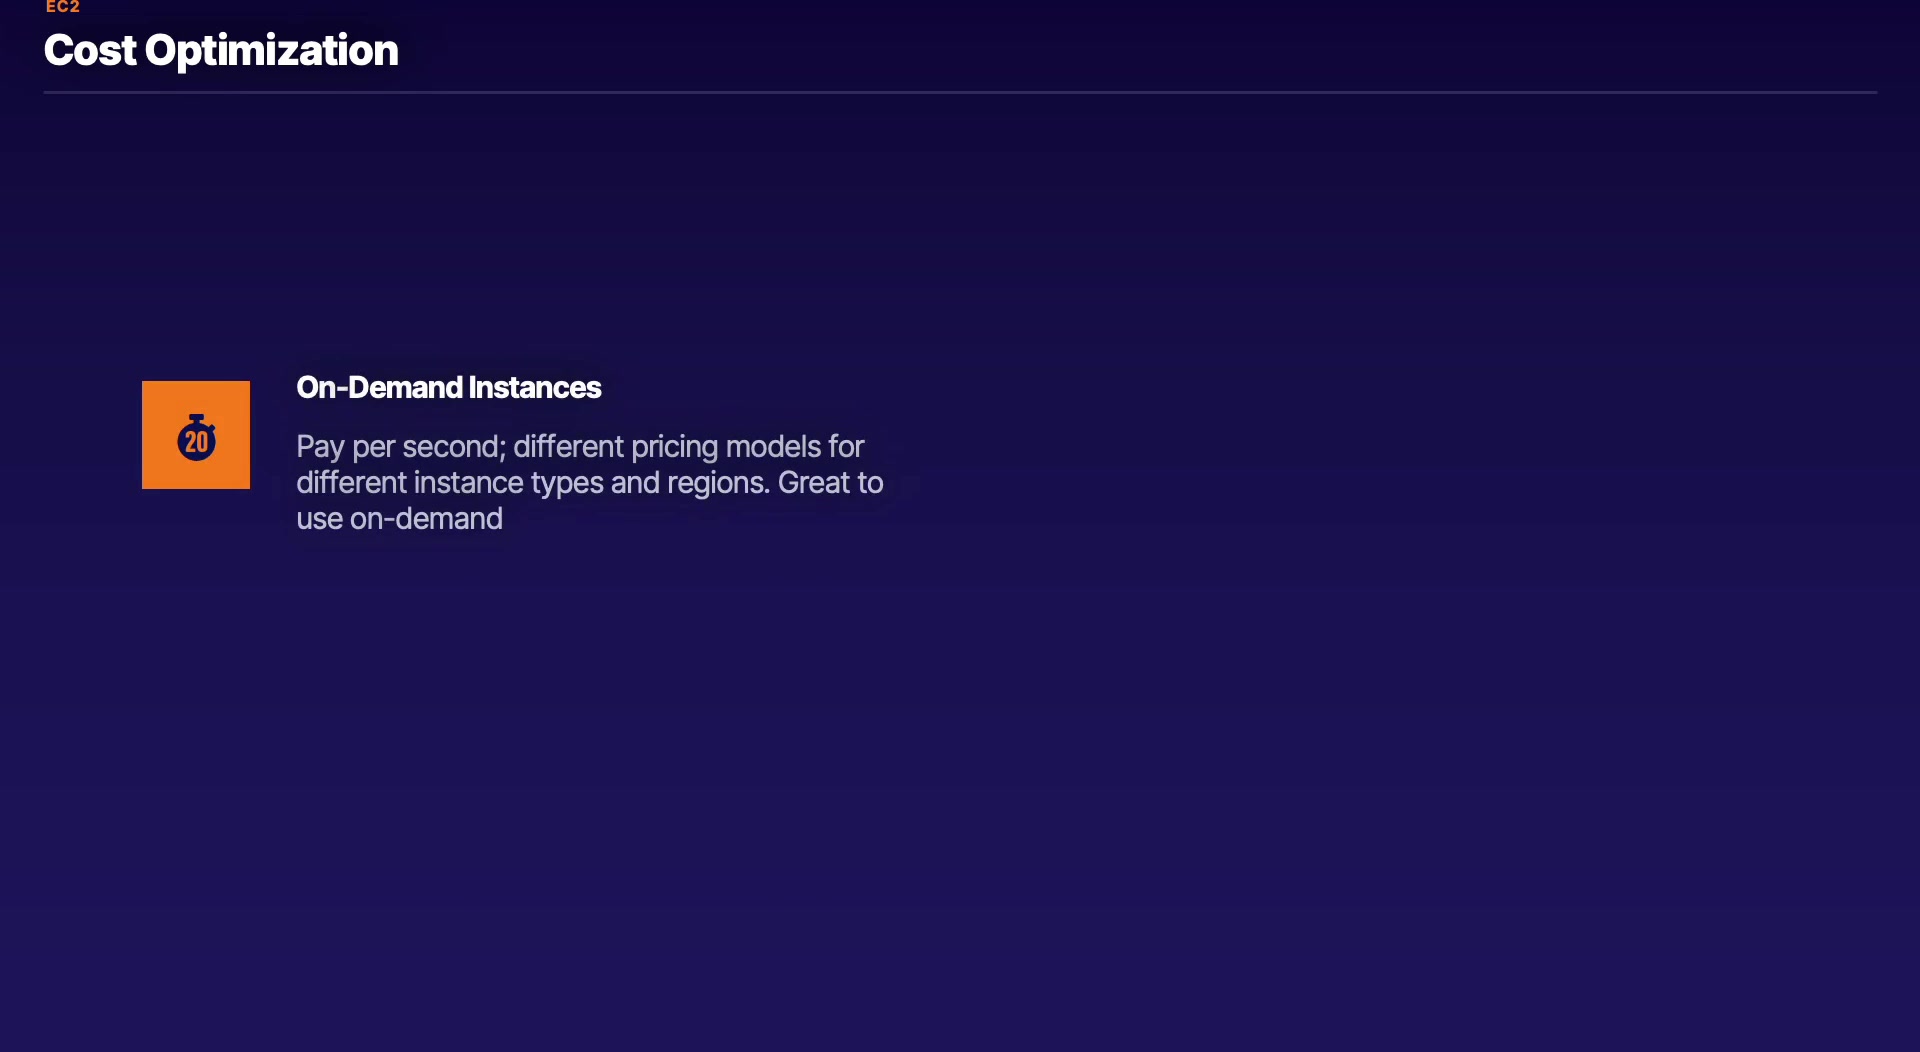 EC2
Cost Optimization
On-Demand Instances
20
Pay per second; different pricing models for
different instance types and regions. Great to
use on-demand